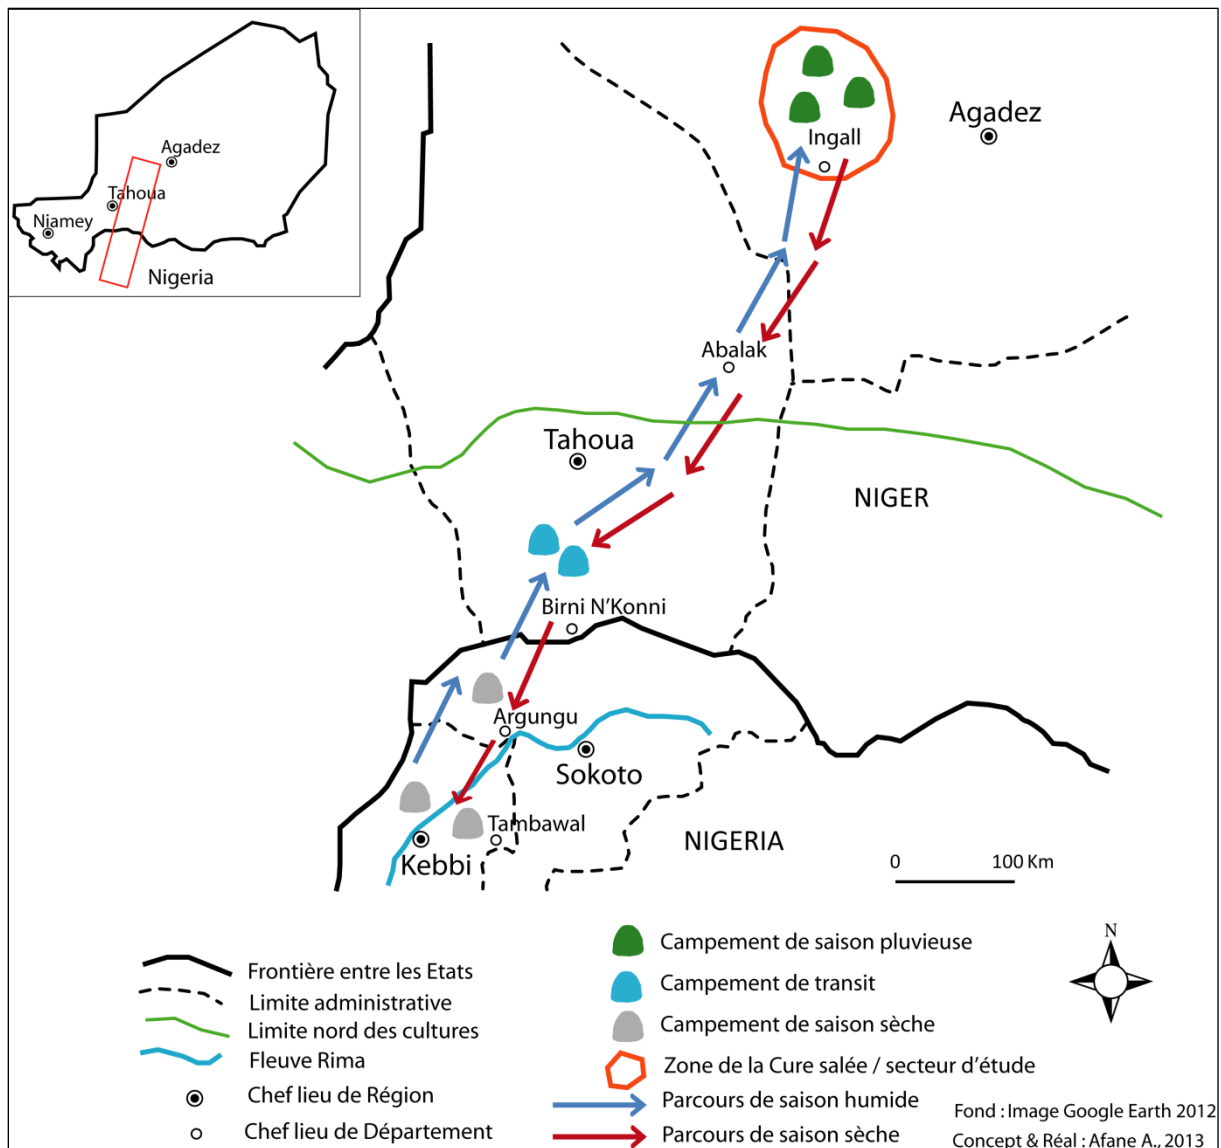 Agadez
Tahoua
Niamey
Nigeria
Ingall
Agadez
Abalak
Tahoua
NIGER
Birni N’Konni
Argungu
Sokoto
Tambawal
Kebbi
NIGERIA
0 100 Km
N
Frontière entre les Etats
Limite administrative
Limite nord des cultures
Fleuve Rima
Chef lieu de Région
Chef lieu de Département
Campement de saison pluvieuse
Campement de transit
Campement de saison sèche
Zone de la Cure salée / secteur d’étude
Parcours de saison humide
Parcours de saison sèche
Fond : Image Google Earth 2012
Concept & Réal : Afane A., 2013